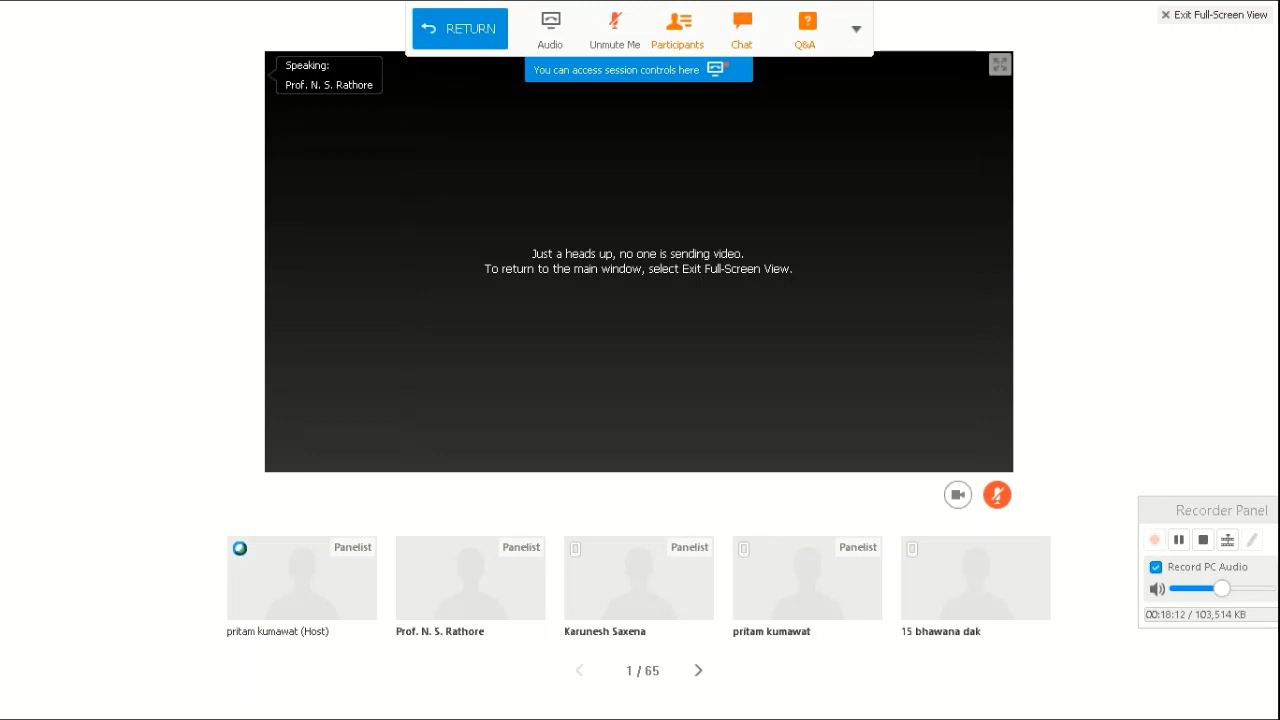 RETURN
Audio
Unmute Me
Participants
Chat
Q&A
Exit Full-Screen View
You can access session controls here
Speaking:
Prof. N. S. Rathore
Just a heads up, no one is sending video.
To return to the main window, select Exit Full-Screen View.
Recorder Panel
Record PC Audio
00:18:12 / 103,514 KB
Panelist
Panelist
Panelist
Panelist
pritam kumawat (Host)
Prof. N. S. Rathore
Karunesh Saxena
pritam kumawat
15 bhawana dak
1 / 65